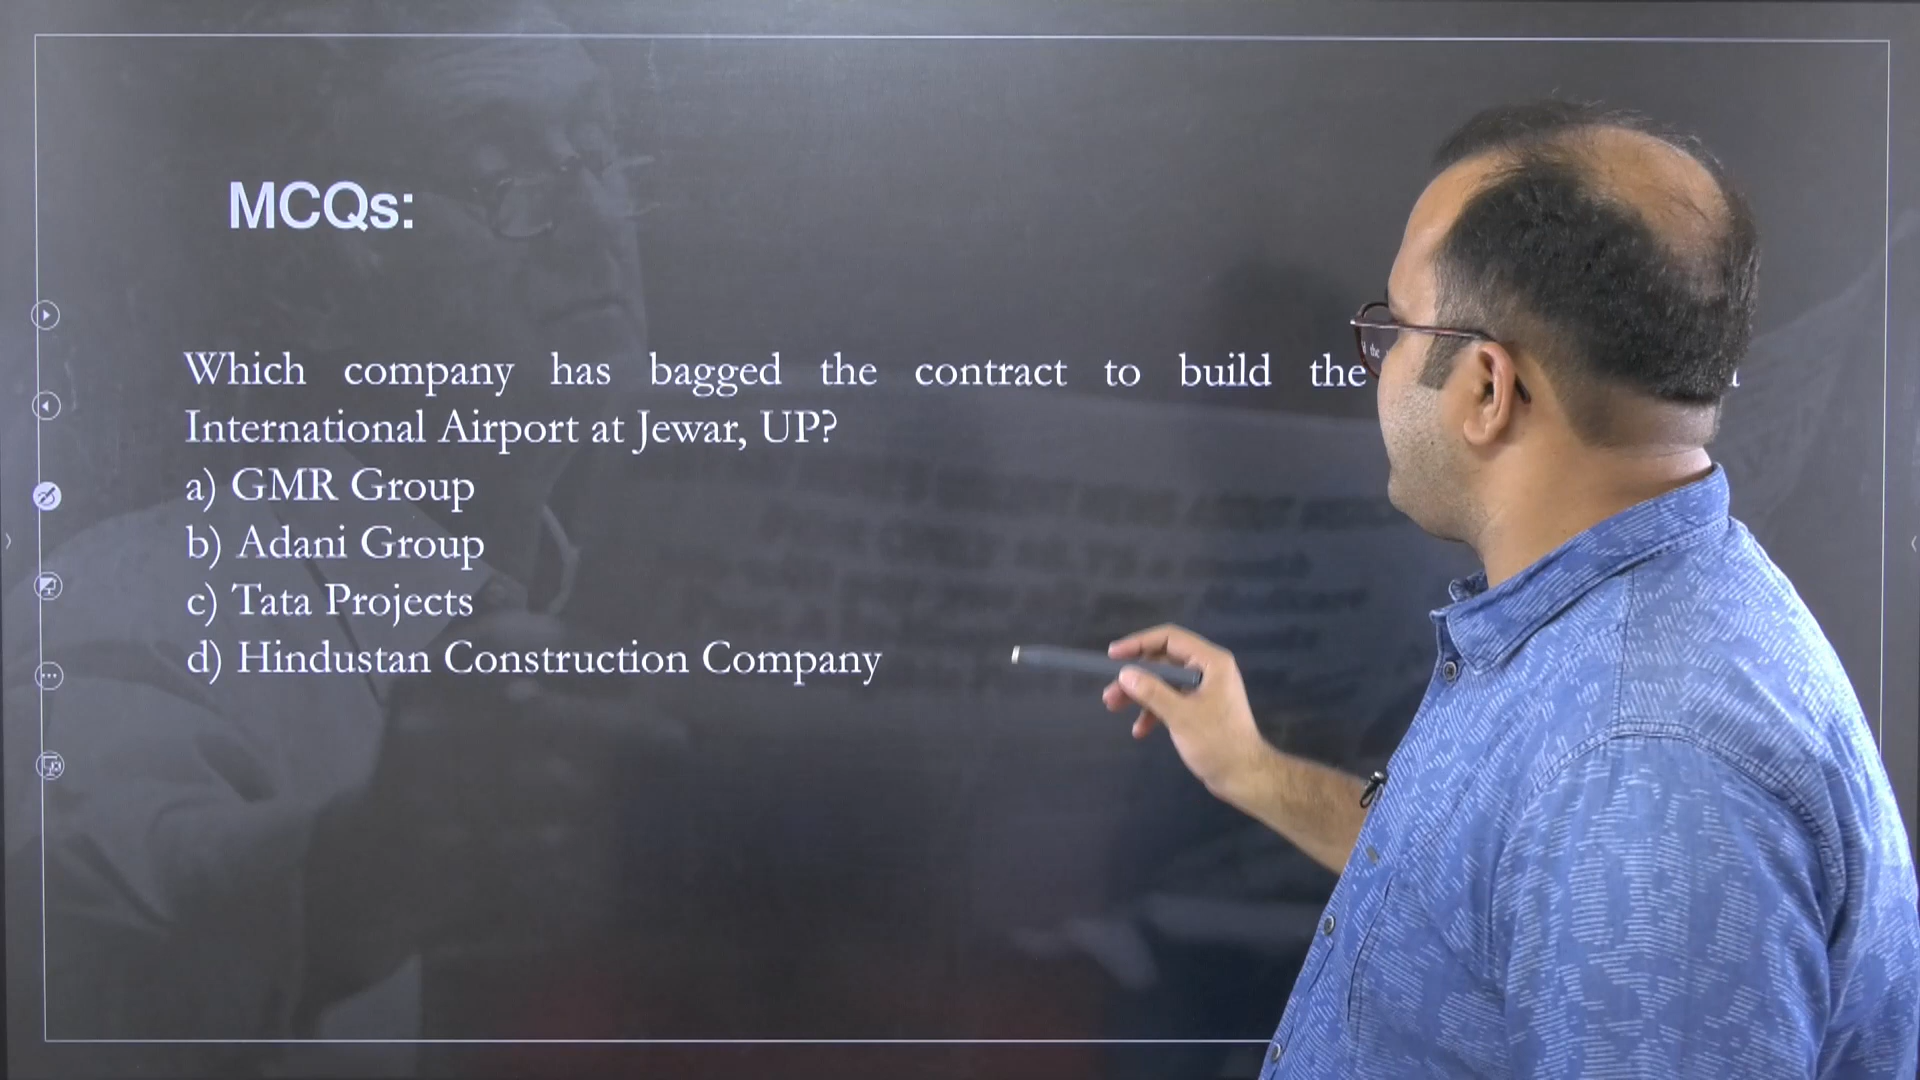 MCQs:
Which company has bagged the contract to build the
International Airport at Jewar, UP?
a) GMR Group
b) Adani Group
c) Tata Projects
d) Hindustan Construction Company